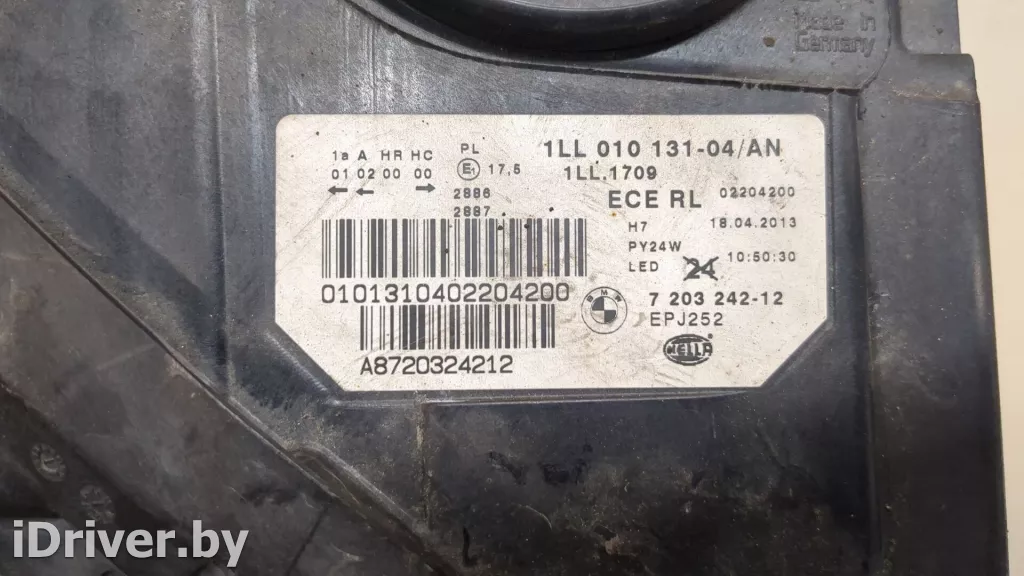 Made in
Germany
1a A HR HC
01 02 00 00
PL
E1 17,5
2886
2887
1LL 010 131-04/AN
1LL.1709
ECE RL 02204200
H7 18.04.2013
PY24W
LED 24 10:50:30
0101310402204200
BMW
7 203 242-12
EPJ252
HELLA
A8720324212
iDriver.by